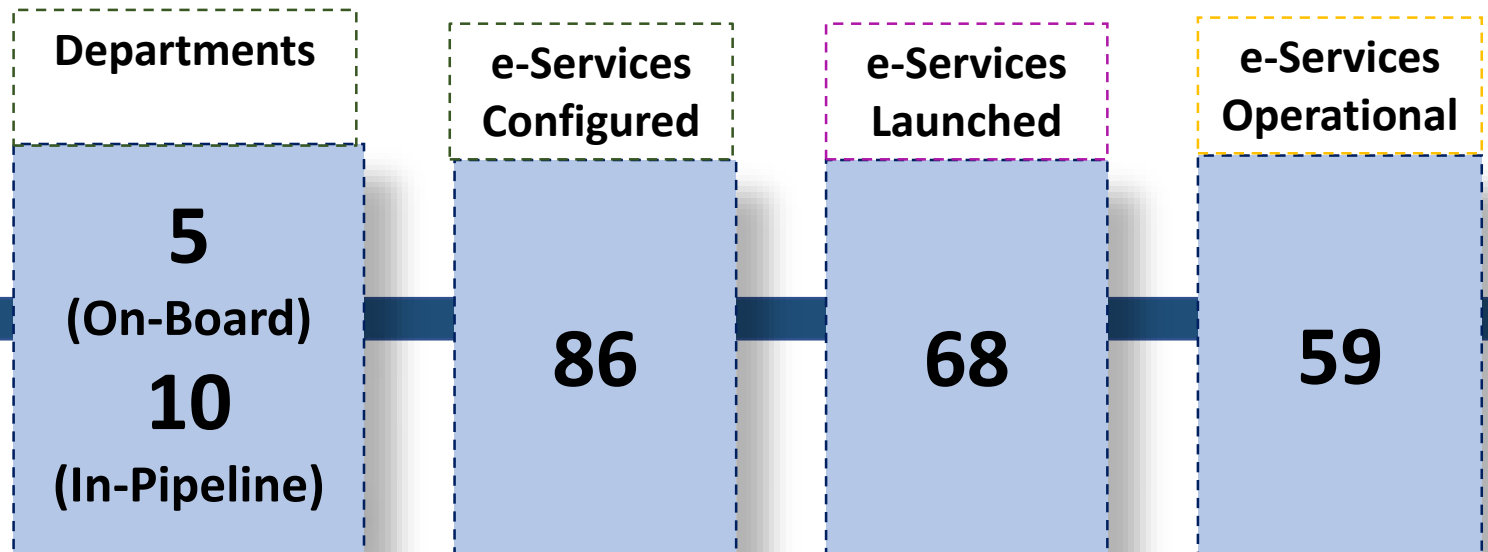 Departments
5
(On-Board)
10
(In-Pipeline)
e-Services
Configured
86
e-Services
Launched
68
e-Services
Operational
59